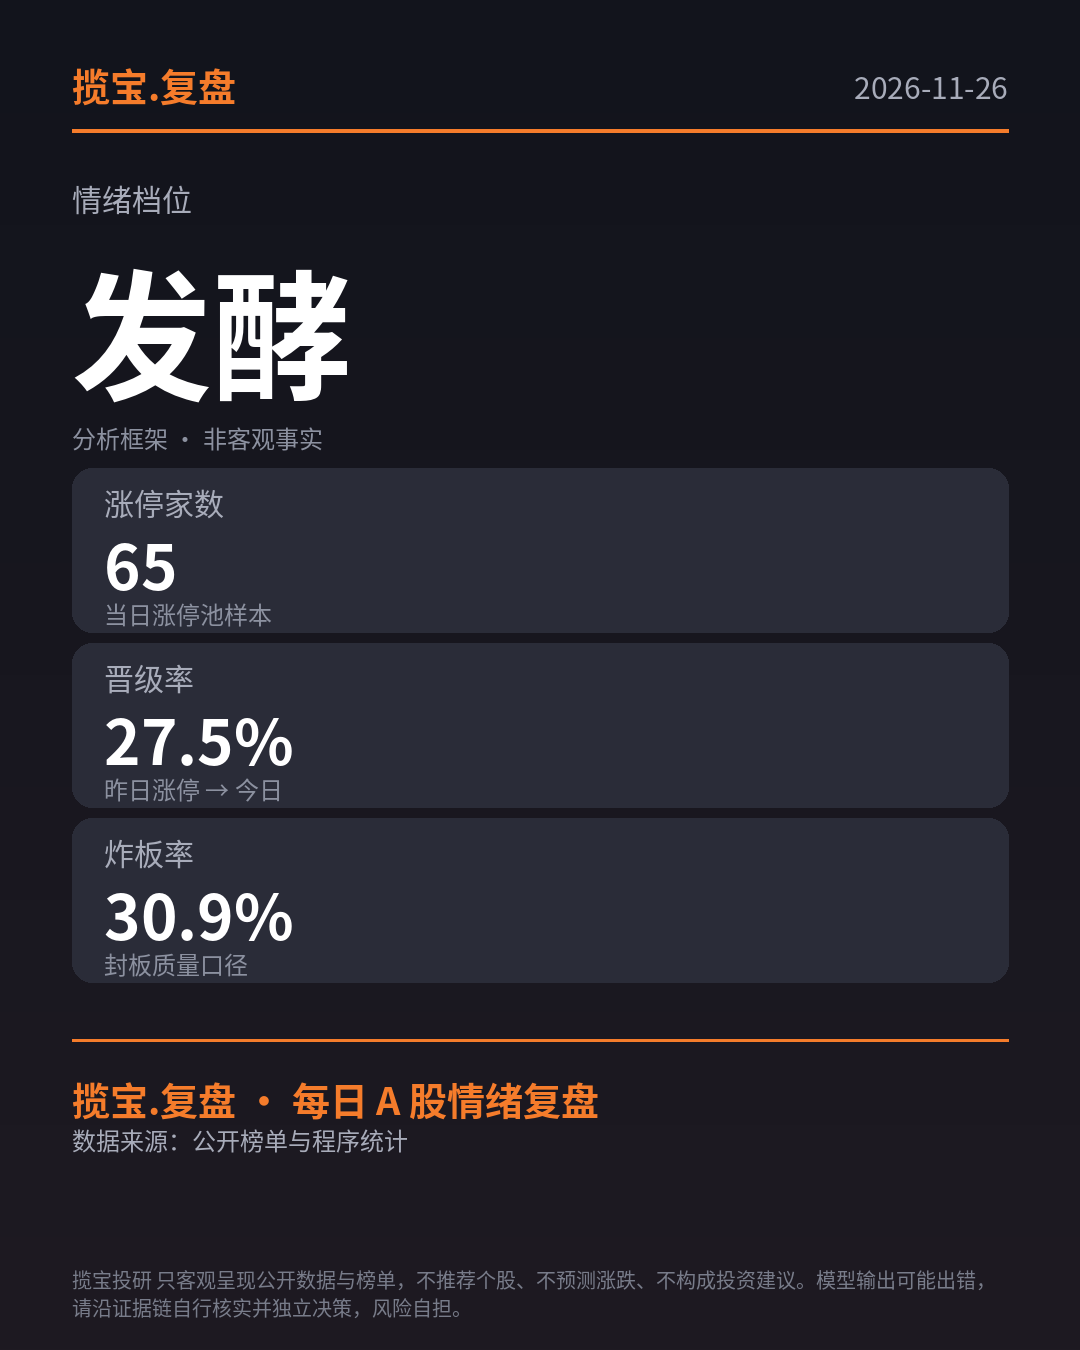 揽宝.复盘
2026-11-26
情绪档位
发酵
分析框架 · 非客观事实
涨停家数
65
当日涨停池样本
晋级率
27.5%
昨日涨停 → 今日
炸板率
30.9%
封板质量口径
揽宝.复盘 · 每日 A 股情绪复盘
数据来源：公开榜单与程序统计
揽宝投研 只客观呈现公开数据与榜单，不推荐个股、不预测涨跌、不构成投资建议。模型输出可能出错，
请沿证据链自行核实并独立决策，风险自担。